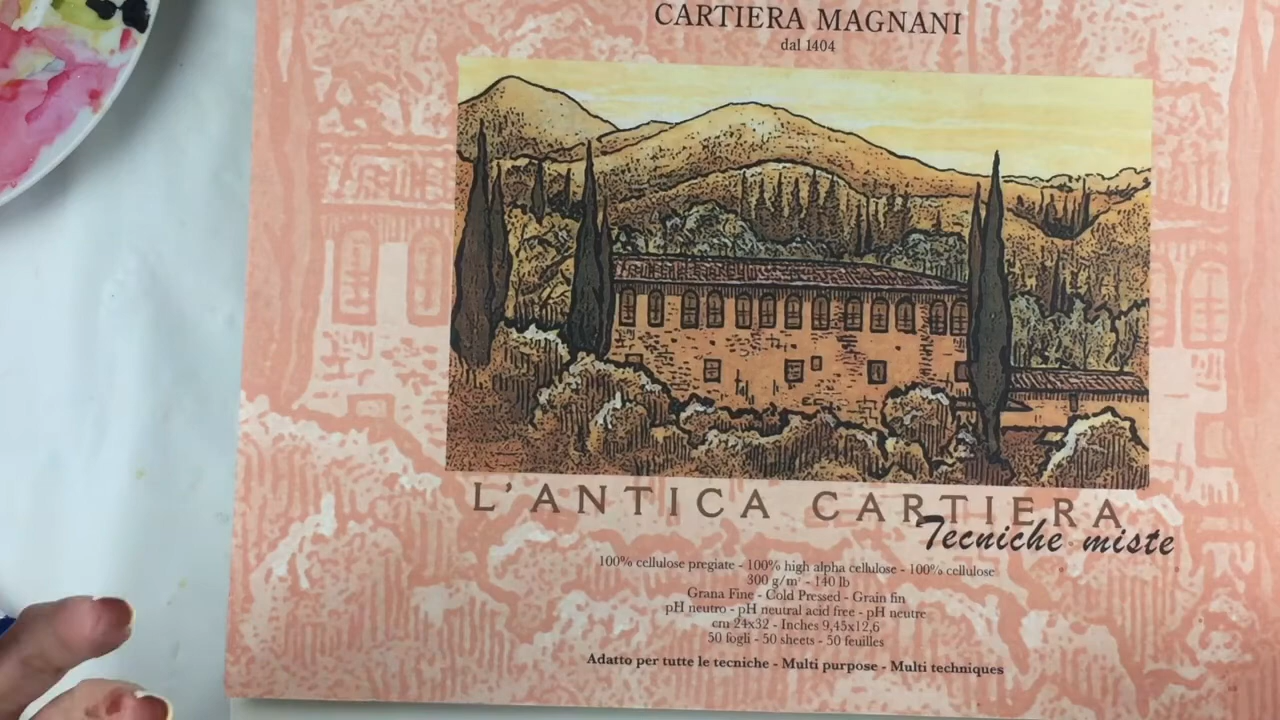 CARTIERA MAGNANI
dal 1404
L'ANTICA CARTIERA
Tecniche miste
100% cellulose pregiate - 100% high alpha cellulose - 100% cellulose
300 g/m² - 140 lb
Grana Fine - Cold Pressed - Grain fin
pH neutro - pH neutral acid free - pH neutre
cm 24x32 - Inches 9,45x12,6
50 fogli - 50 sheets - 50 feuilles
Adatto per tutte le tecniche - Multi purpose - Multi techniques